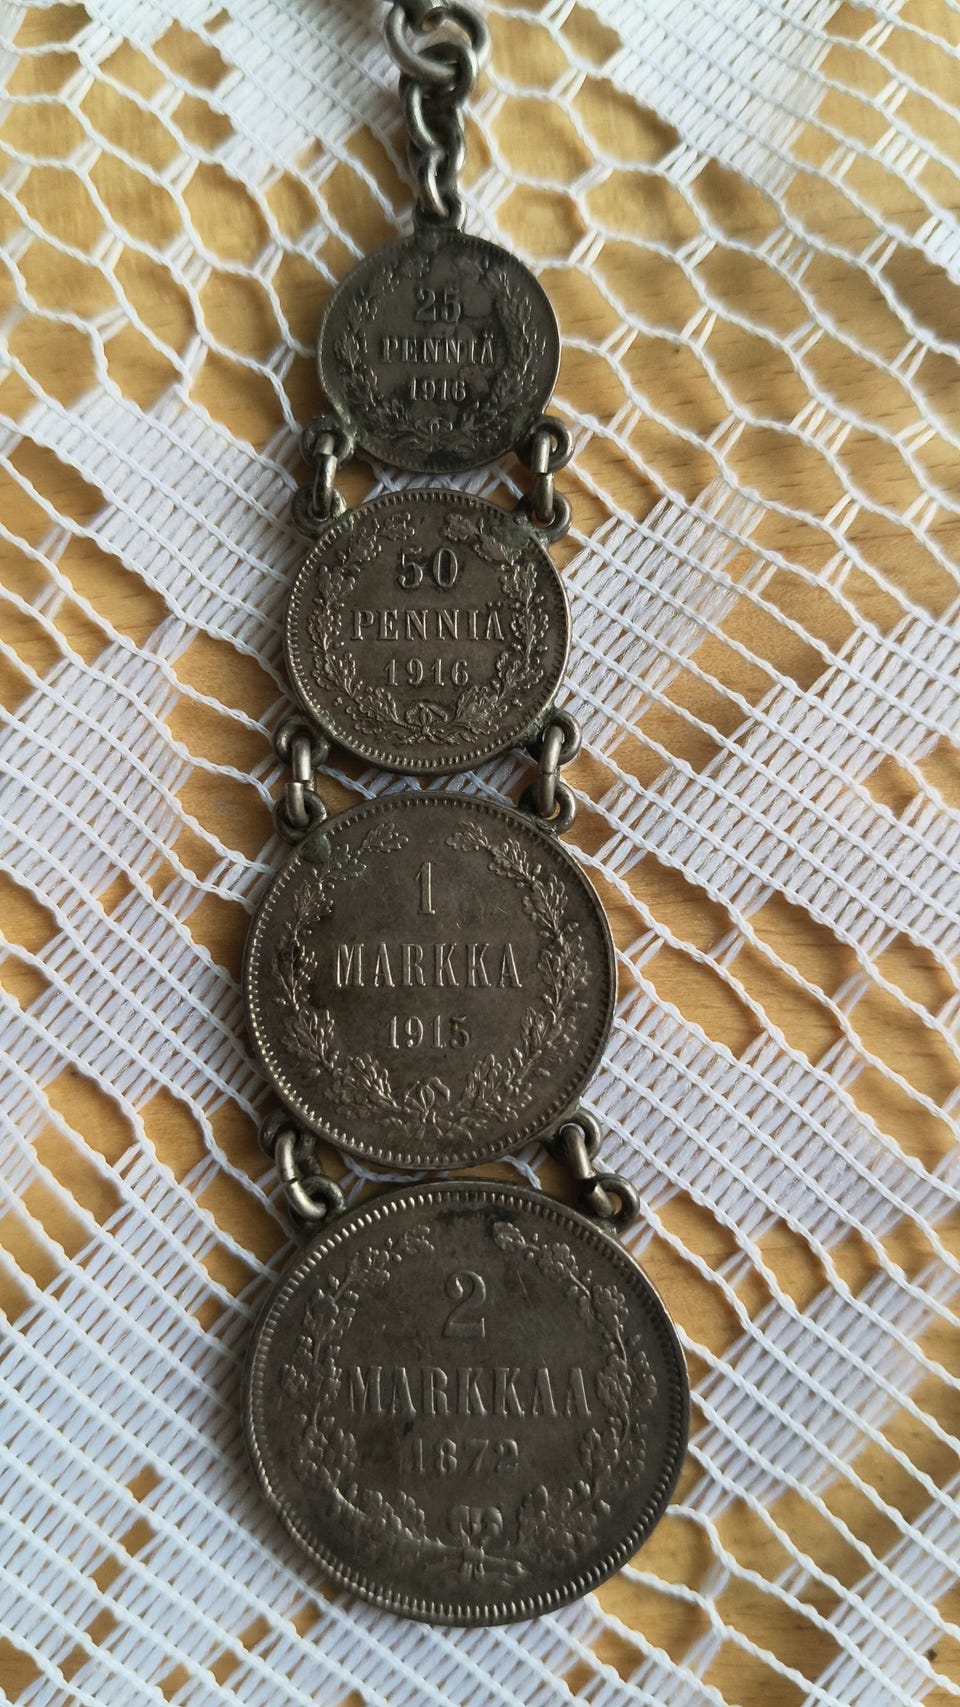 25
PENNIÄ
1916
50
PENNIÄ
1916
1
MARKKA
1915
2
MARKKAA
1872